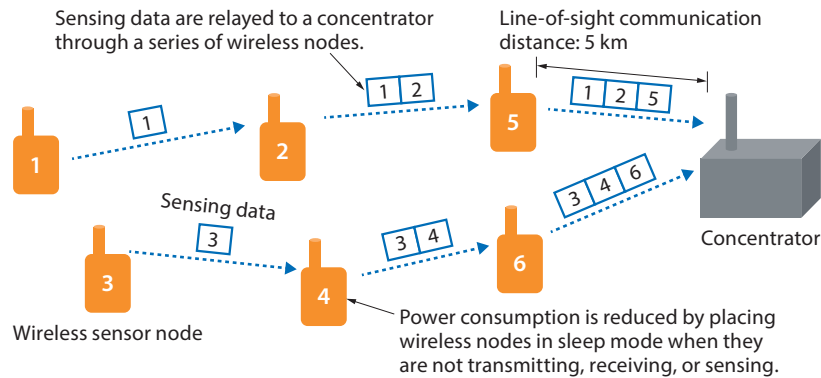 Sensing data are relayed to a concentrator
through a series of wireless nodes.
Line-of-sight communication
distance: 5 km
1 2
1 2 5
1
5
2
1
3 4 6
Sensing data
3
3 4
6
Concentrator
3
4
Wireless sensor node
Power consumption is reduced by placing
wireless nodes in sleep mode when they
are not transmitting, receiving, or sensing.